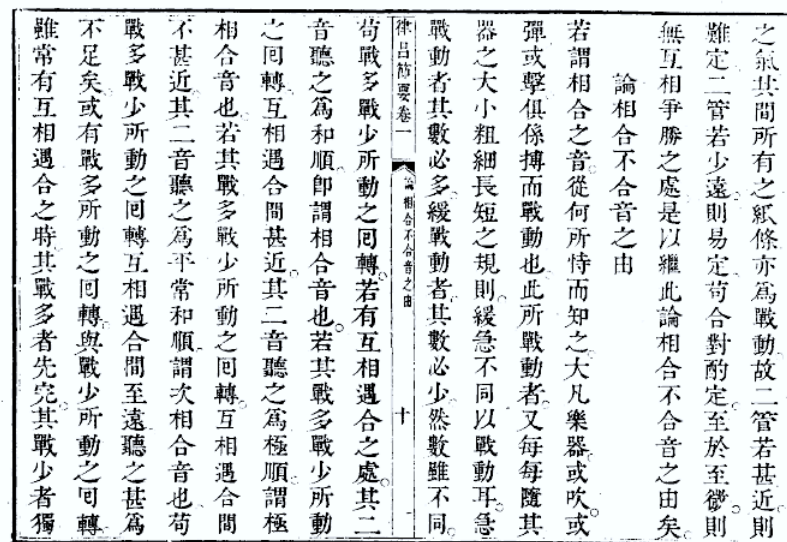 之氣其間所有之紙條亦爲戰動故二管若甚近則
難定二管若少遠則易定苟合對酌定至於至微則
無互相爭勝之處是以繼此論相合不合音之由矣
論相合不合音之由
若謂相合之音從何所恃而知之大凡樂器或吹或
彈或擊俱係搏而戰動也此所戰動者又每每隨其
器之大小粗細長短之規則緩急不同以戰動耳急
戰動者其數必多緩戰動者其數必少然數雖不同
律呂節要卷一
論相合不合音之由
十
苟戰多戰少所動之囘轉若有互相遇合之處其二
音聽之爲和順卽謂相合音也若其戰多戰少所動
之囘轉互相遇合間甚近其二音聽之爲極順謂極
相合音也若其戰多戰少所動之囘轉互相遇合間
不甚近其二音聽之爲平常和順謂次相合音也苟
戰多戰少所動之囘轉互相遇合間至遠聽之甚爲
不足矣或有戰多所動之囘轉與戰少所動之囘轉
雖常有互相遇合之時其戰多者先完其戰少者獨